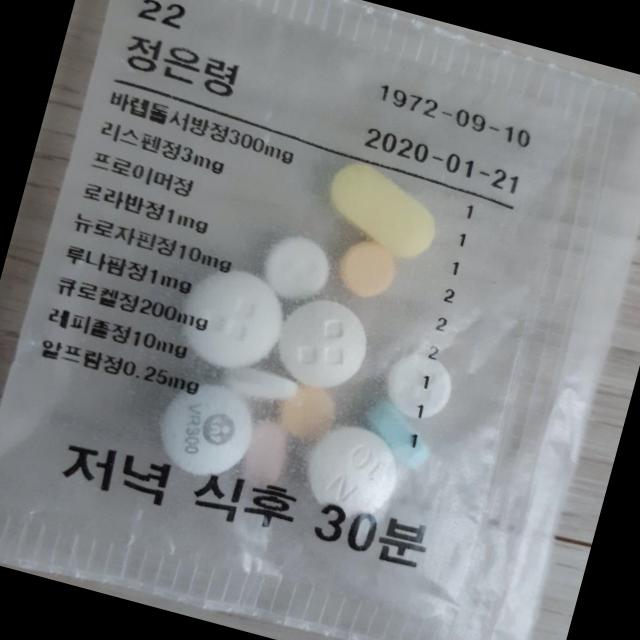 22
정은령
1972-09-10
2020-01-21
바렙톨서방정300mg 1
리스펜정3mg 1
프로이머정 1
로라반정1mg 2
뉴로자핀정10mg 2
루나팜정1mg 2
큐로켈정200mg 1
레피졸정10mg 1
알프람정0.25mg 1
VR300
저녁 식후 30분